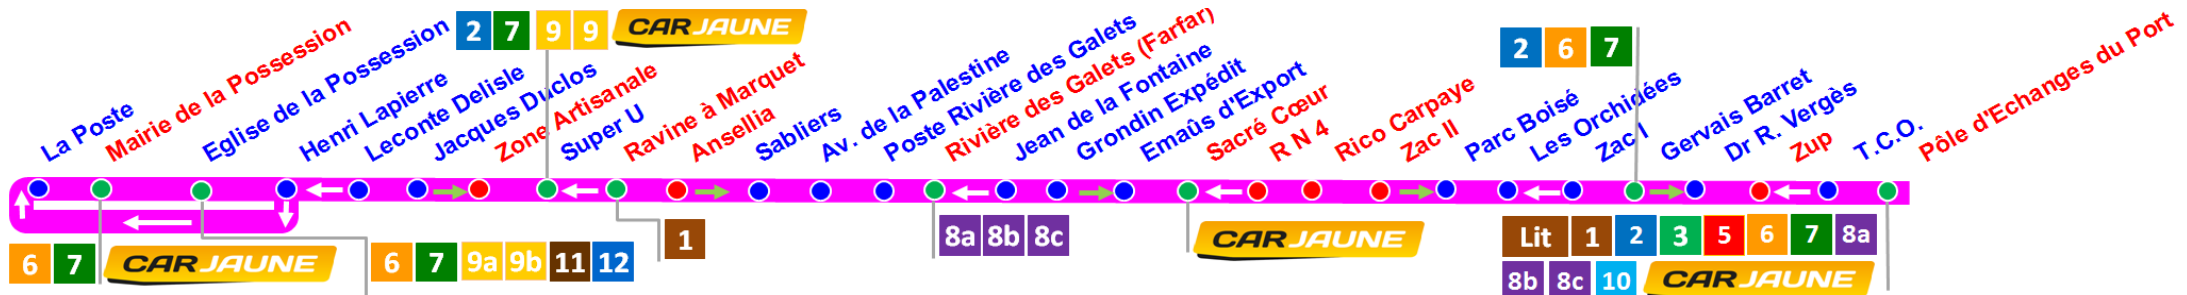 2 7 9 9 CAR JAUNE
2 6 7
La Poste
Mairie de la Possession
Eglise de la Possession
Henri Lapierre
Leconte Delisle
Jacques Duclos
Zone Artisanale
Super U
Ravine à Marquet
Ansellia
Sabliers
Av. de la Palestine
Poste Rivière des Galets
Rivière des Galets (Farfar)
Jean de la Fontaine
Grondin Expédit
Emaûs d'Export
Sacré Cœur
R N 4
Rico Carpaye
Zac II
Parc Boisé
Les Orchidées
Zac I
Gervais Barret
Dr R. Vergès
Zup
T.C.O.
Pôle d'Echanges du Port
6 7 CAR JAUNE
6 7 9a 9b 11 12
1
8a 8b 8c
CAR JAUNE
Lit 1 2 3 5 6 7 8a
8b 8c 10 CAR JAUNE